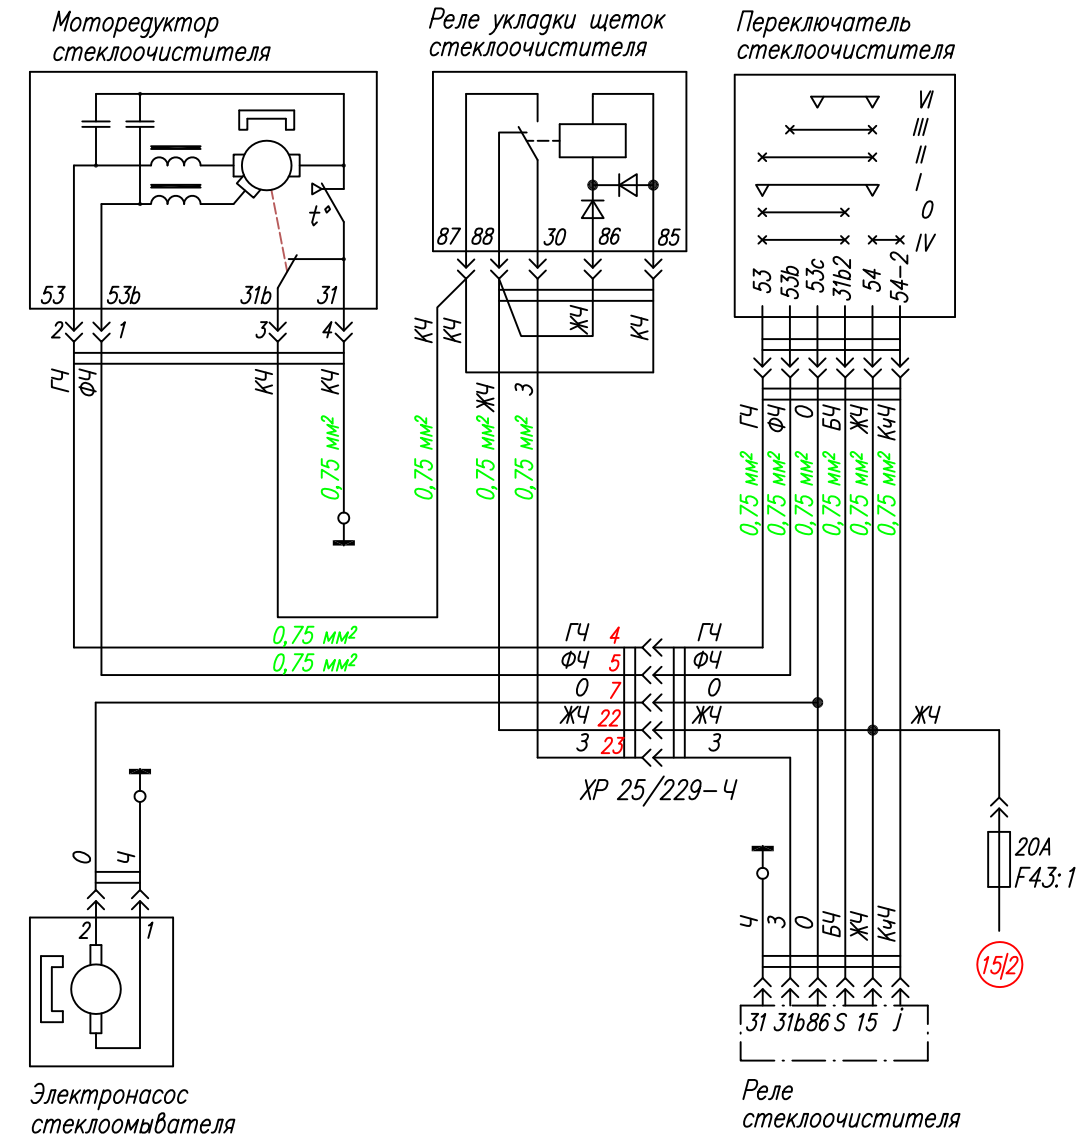 Моторедуктор
стеклоочистителя
Реле укладки щеток
стеклоочистителя
Переключатель
стеклоочистителя
t°
53 53b 31b 31
2 1 3 4
ГЧ ФЧ КЧ КЧ
0,75 мм²
87 88 30 86 85
КЧ КЧ ЖЧ КЧ
ЖЧ З
0,75 мм² 0,75 мм² 0,75 мм²
VI
III
II
I
0
IV
53 53b 53c 31b2 54 54-2
ГЧ ФЧ О БЧ ЖЧ КчЧ
0,75 мм² 0,75 мм² 0,75 мм² 0,75 мм² 0,75 мм² 0,75 мм²
0,75 мм²
0,75 мм²
ГЧ 4 ГЧ
ФЧ 5 ФЧ
О 7 О
ЖЧ 22 ЖЧ ЖЧ
З 23 З
ХР 25/229-Ч
20А
F43:1
15/2
О Ч
2 1
Электронасос
стеклоомывателя
Ч З О БЧ ЖЧ КчЧ
31 31b 86 S 15 j
Реле
стеклоочистителя